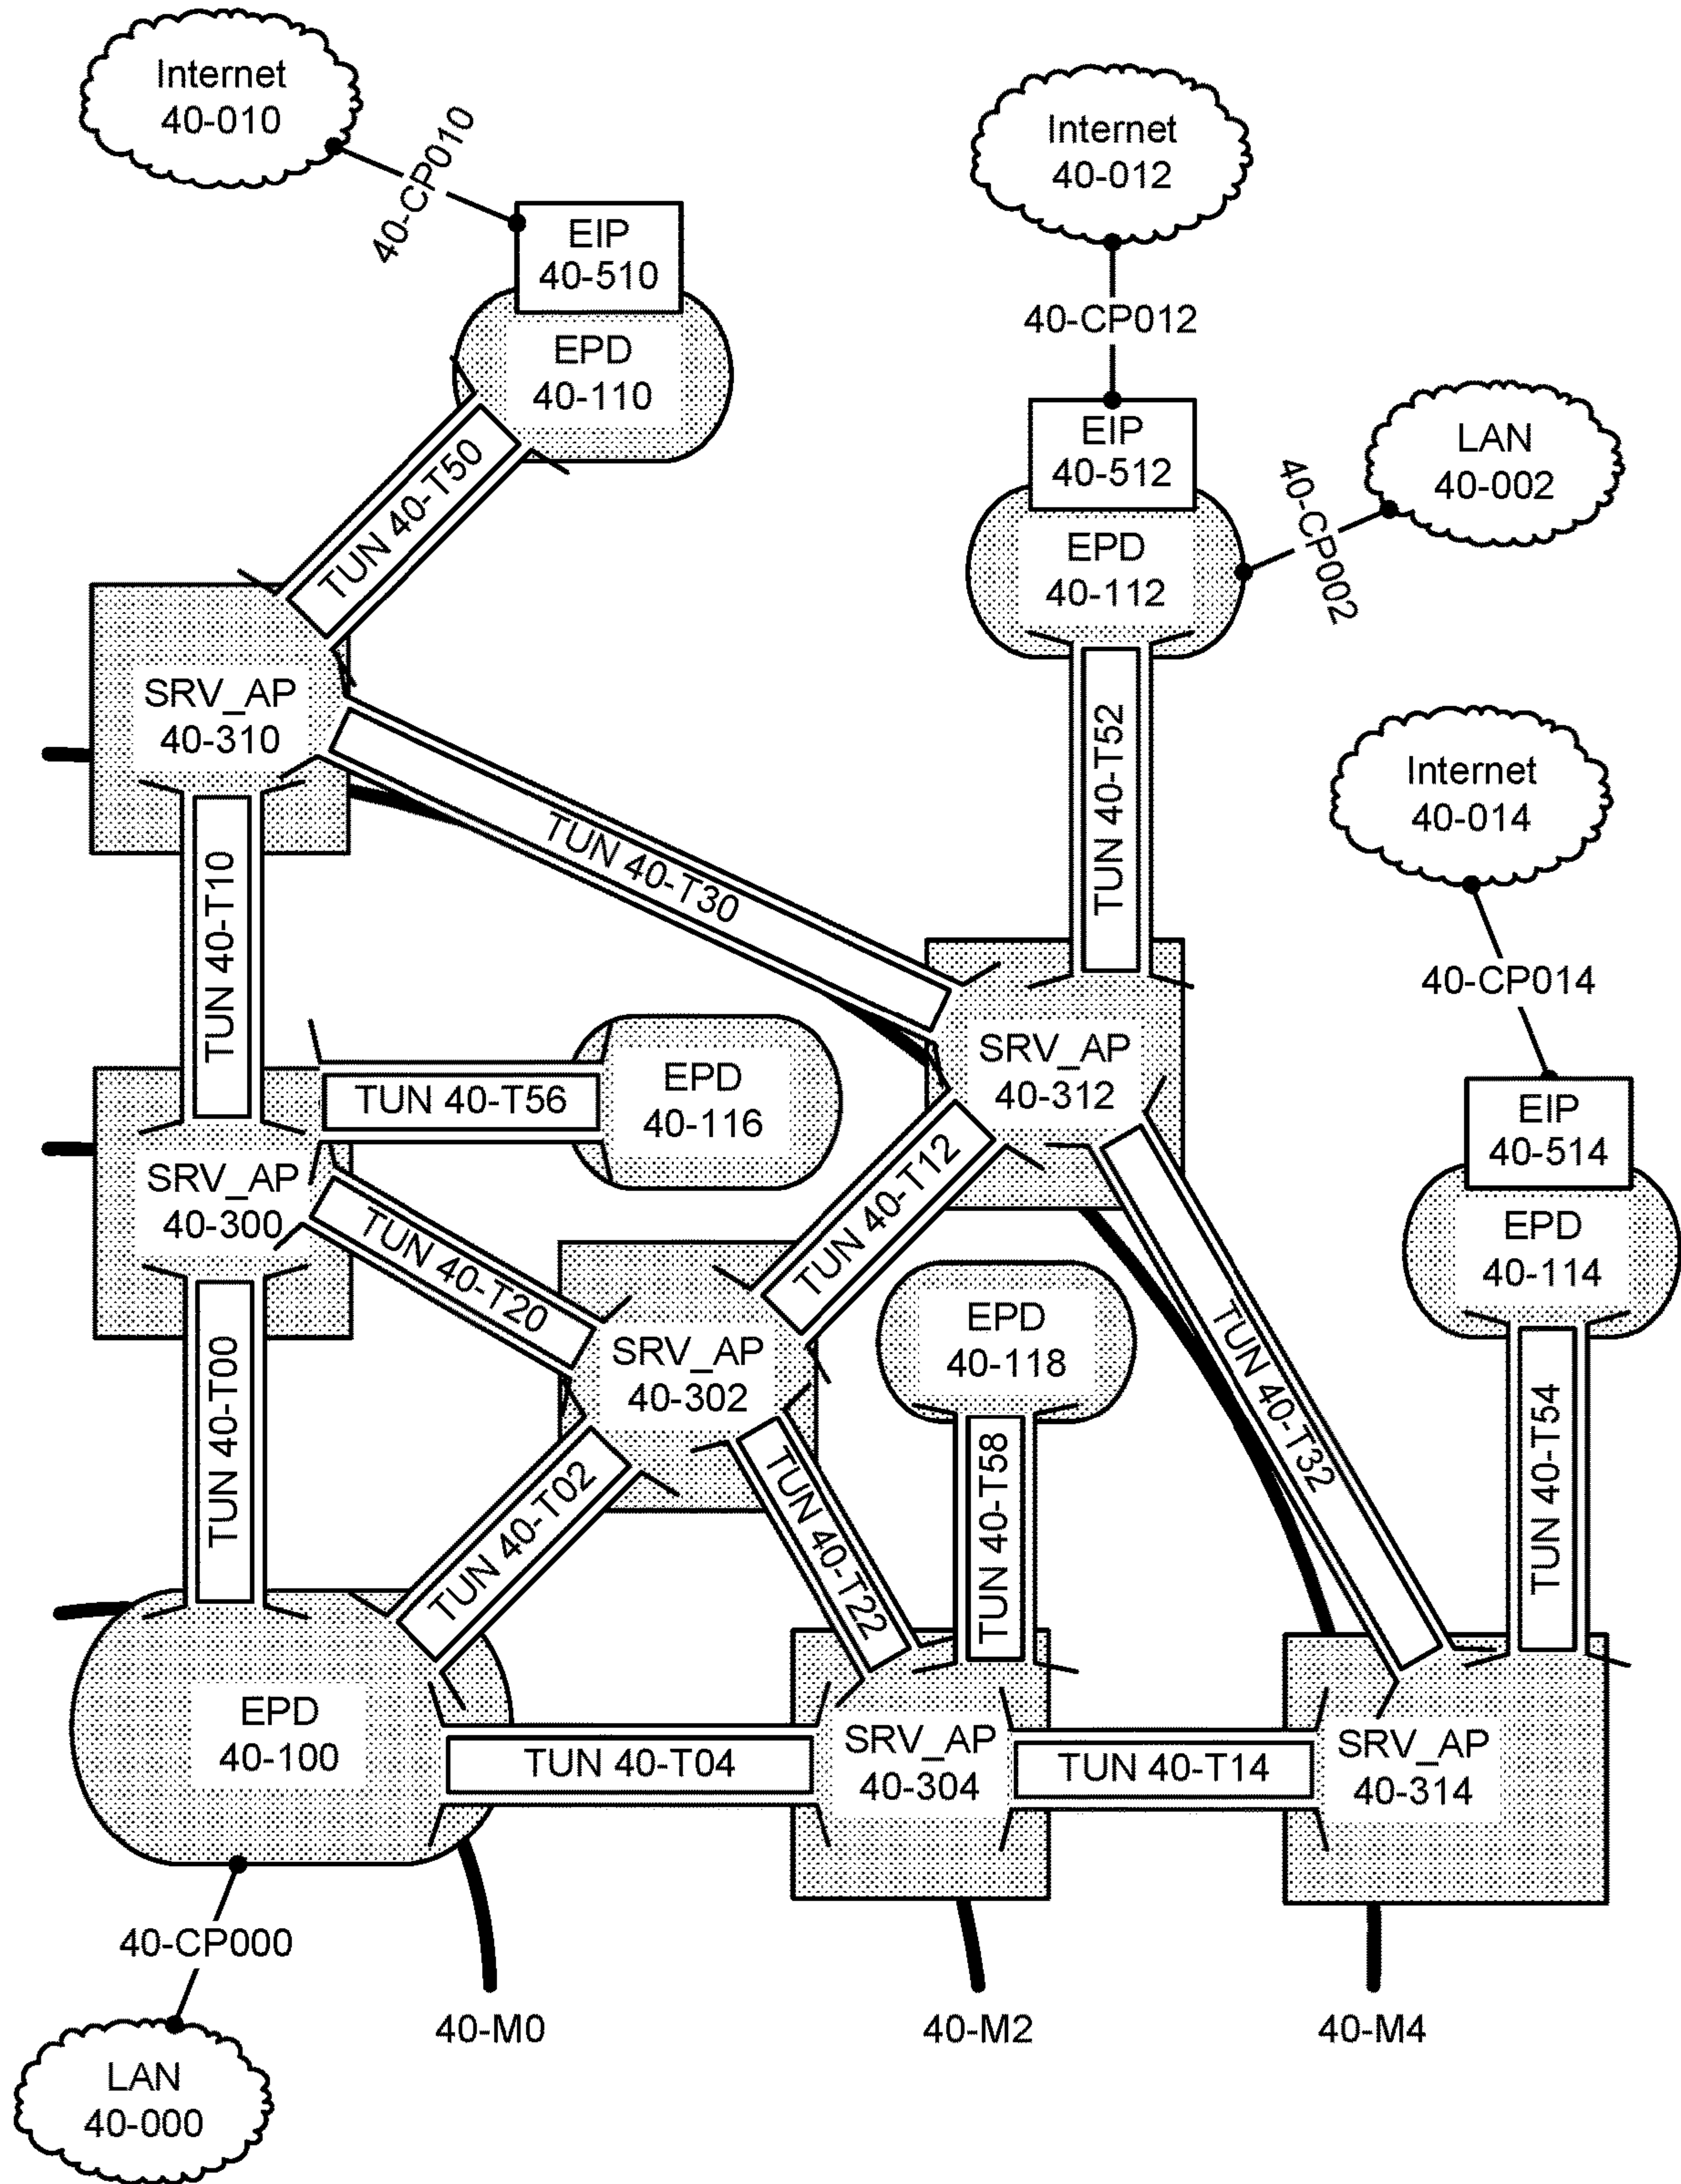 Internet
40-010
40-CP010
EIP
40-510
EPD
40-110
Internet
40-012
40-CP012
EIP
40-512
EPD
40-112
LAN
40-002
40-CP002
TUN 40-T50
SRV_AP
40-310
TUN 40-T52
Internet
40-014
40-CP014
TUN 40-T10
TUN 40-T30
SRV_AP
40-312
TUN 40-T56
EPD
40-116
EIP
40-514
EPD
40-114
SRV_AP
40-300
TUN 40-T20
TUN 40-T12
SRV_AP
40-302
EPD
40-118
TUN 40-T32
TUN 40-T54
TUN 40-T00
TUN 40-T02
TUN 40-T22
TUN 40-T58
EPD
40-100
TUN 40-T04
SRV_AP
40-304
TUN 40-T14
SRV_AP
40-314
40-CP000
40-M0
40-M2
40-M4
LAN
40-000